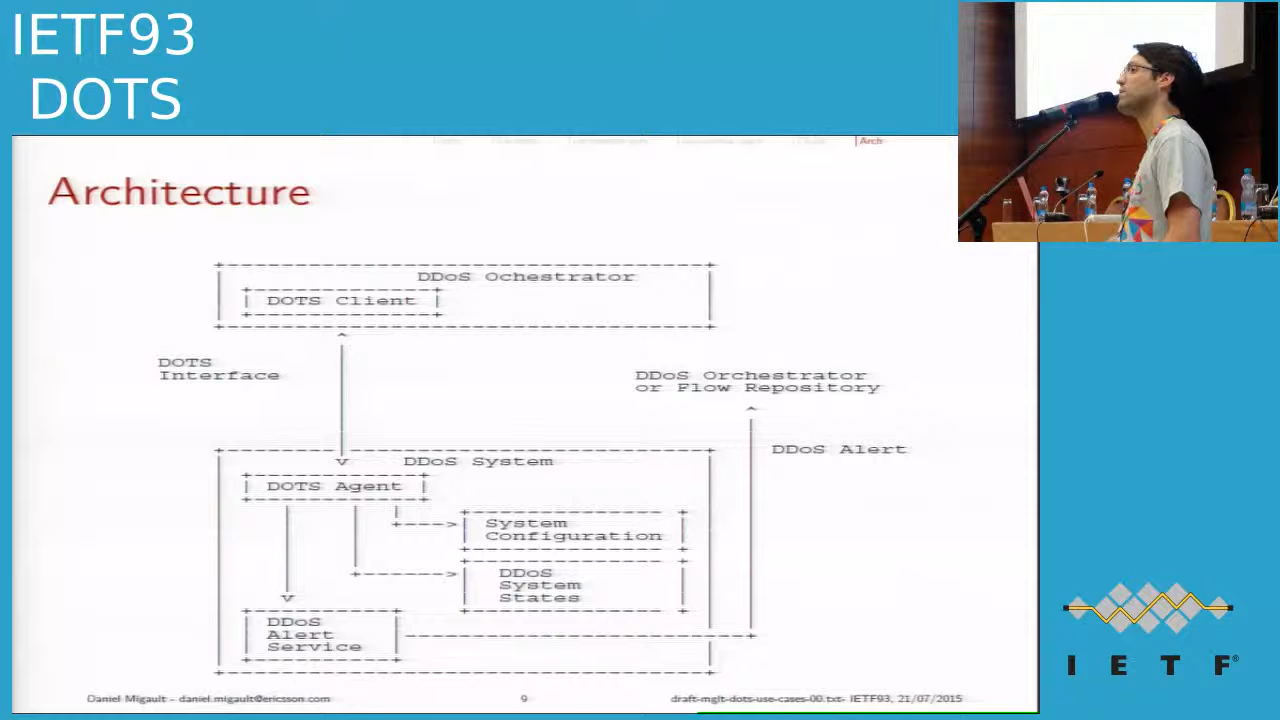 IETF93
DOTS
Arch
Architecture
DDoS Ochestrator
DOTS Client
DOTS
Interface
DDoS Orchestrator
or Flow Repository
DDoS Alert
DDoS System
DOTS Agent
System
Configuration
DDoS
System
States
DDoS
Alert
Service
Daniel Migault - daniel.migault@ericsson.com
9
draft-mglt-dots-use-cases-00.txt- IETF93, 21/07/2015
I E T F®